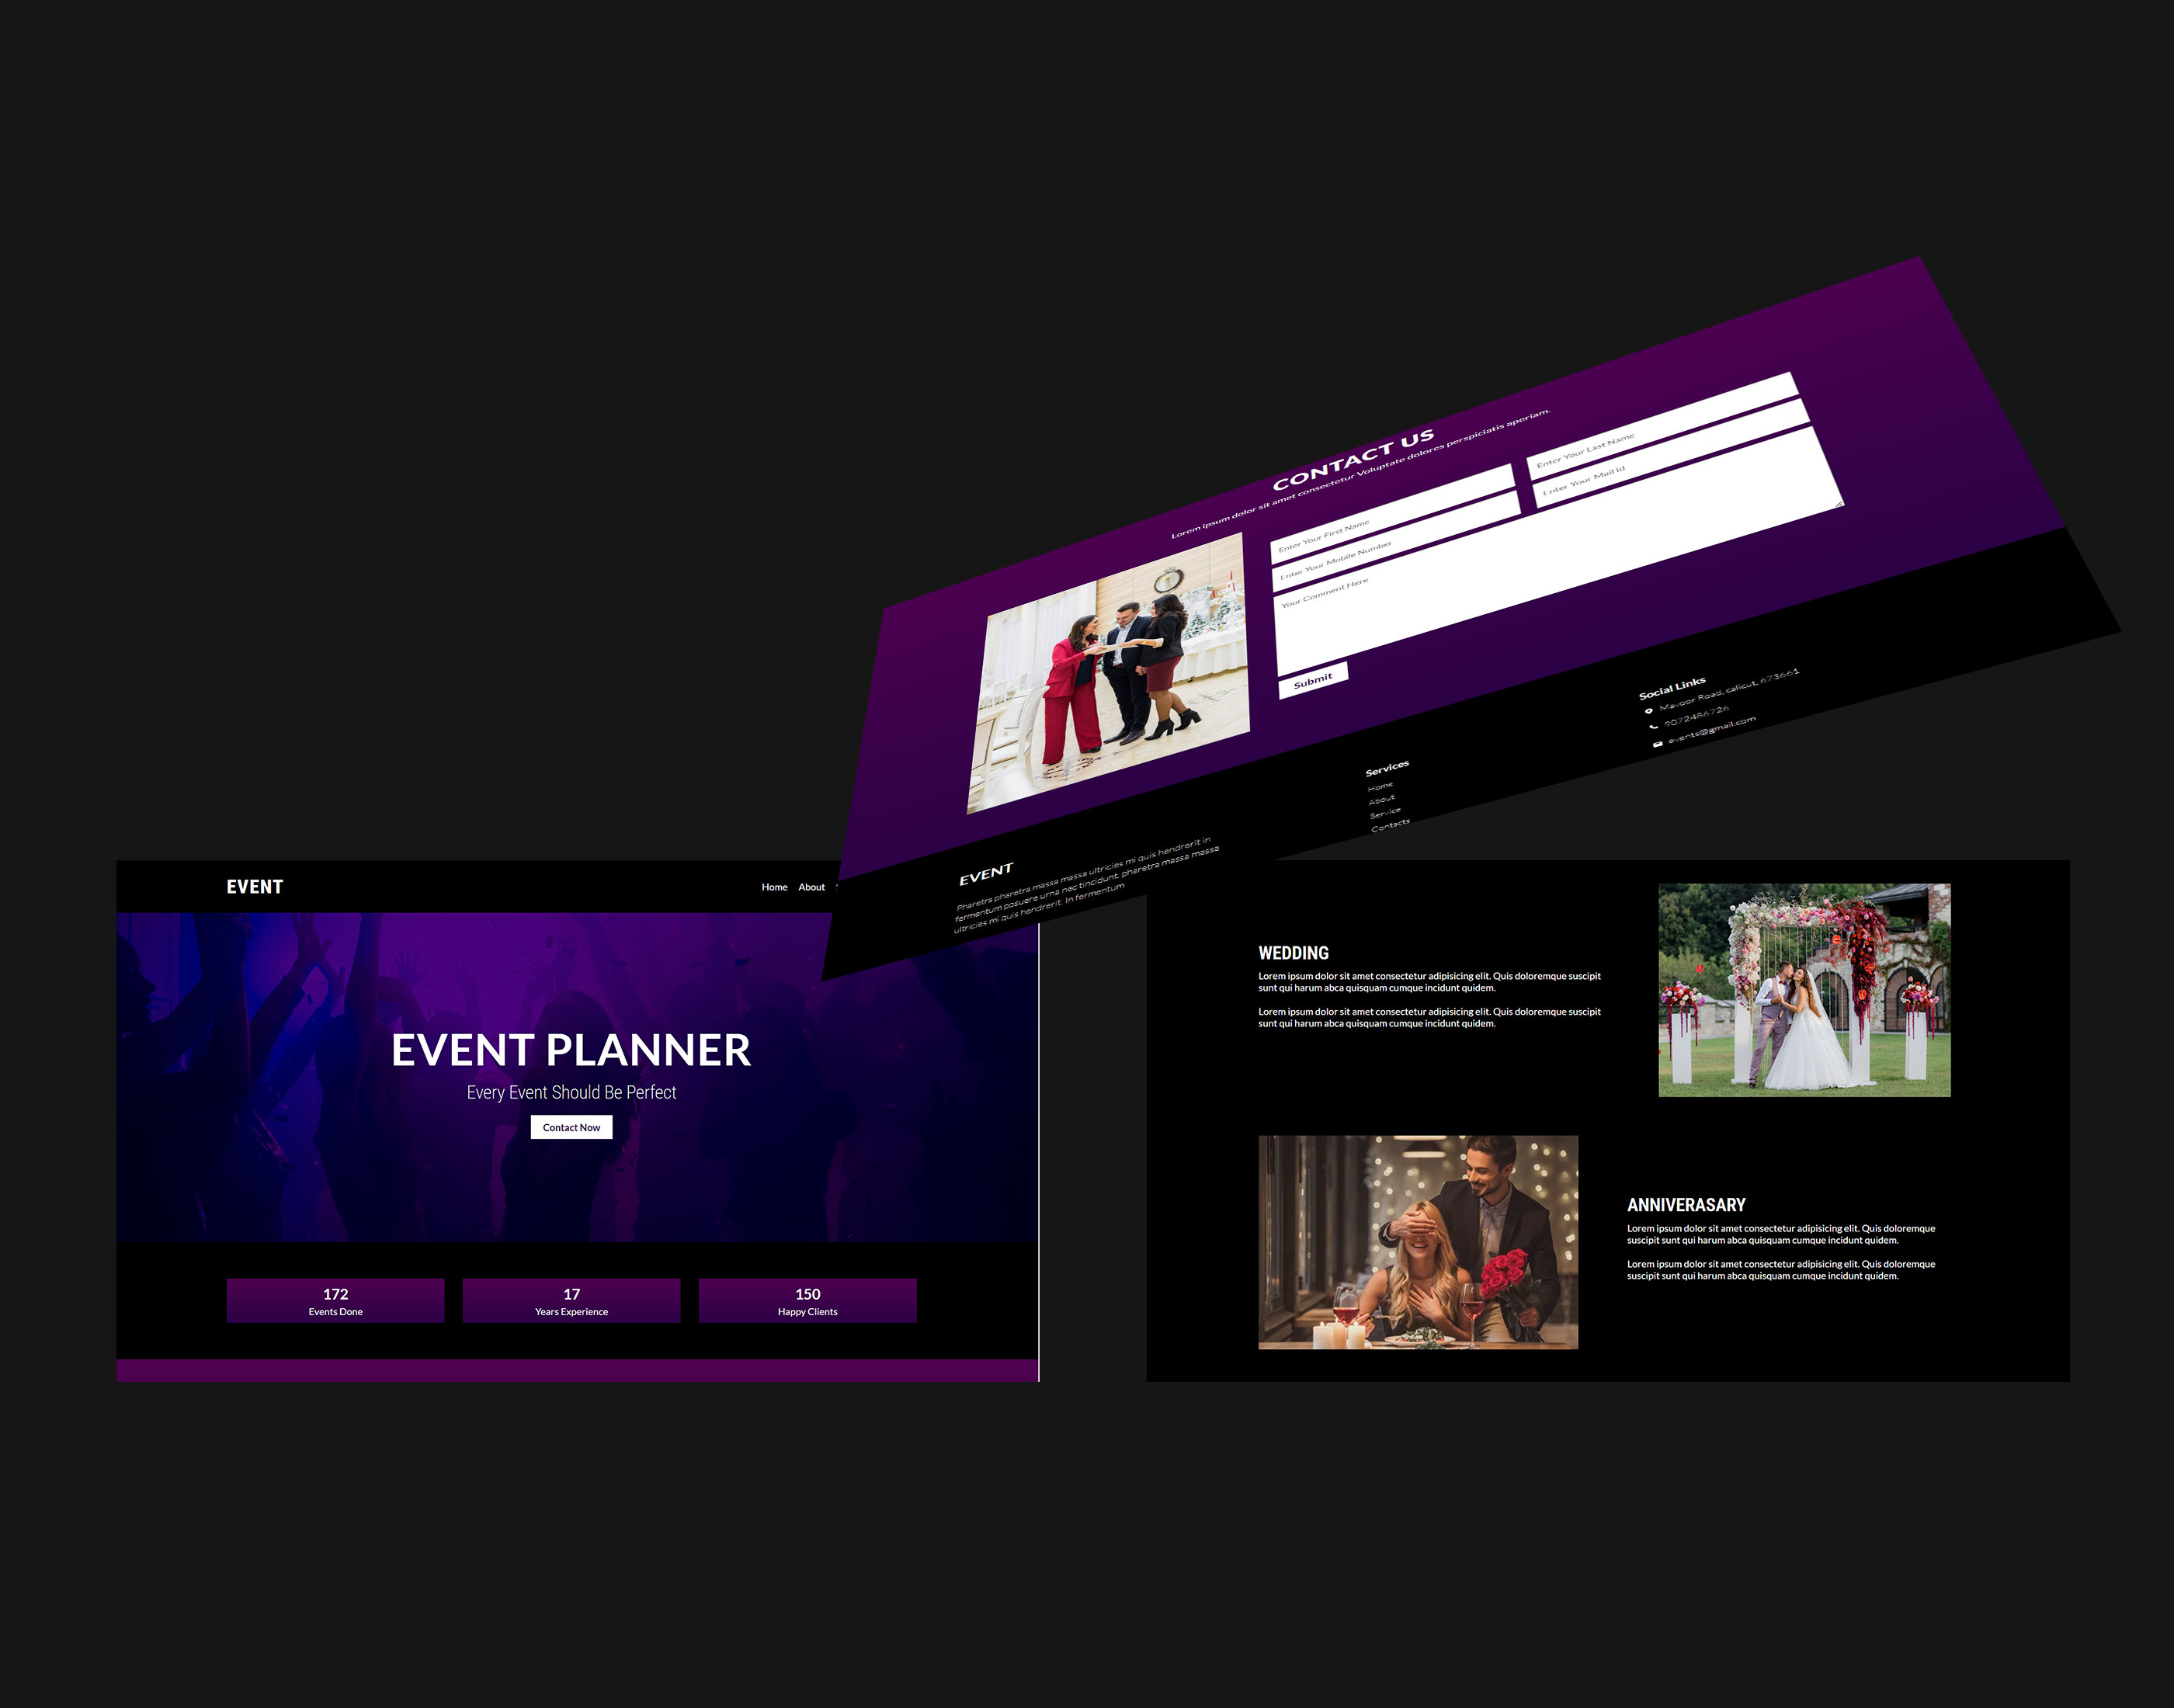 CONTACT US
Lorem ipsum dolor sit amet consectetur Voluptate dolores perspiciatis aperiam.
Enter Your First Name
Enter Your Last Name
Enter Your Mobile Number
Enter Your Mail id
Your Comment Here
Submit
EVENT
Pharetra pharetra massa massa ultricies mi quis hendrerit in
fermentum posuere urna nec tincidunt. pharetra massa massa
ultricies mi quis hendrerit. In fermentum
Services
Home
About
Service
Contacts
Social Links
Mavoor Road, calicut, 673661
9072486726
events@gmail.com
EVENT
Home About
EVENT PLANNER
Every Event Should Be Perfect
Contact Now
172
Events Done
17
Years Experience
150
Happy Clients
WEDDING
Lorem ipsum dolor sit amet consectetur adipisicing elit. Quis doloremque suscipit
sunt qui harum abca quisquam cumque incidunt quidem.
Lorem ipsum dolor sit amet consectetur adipisicing elit. Quis doloremque suscipit
sunt qui harum abca quisquam cumque incidunt quidem.
ANNIVERASARY
Lorem ipsum dolor sit amet consectetur adipisicing elit. Quis doloremque
suscipit sunt qui harum abca quisquam cumque incidunt quidem.
Lorem ipsum dolor sit amet consectetur adipisicing elit. Quis doloremque
suscipit sunt qui harum abca quisquam cumque incidunt quidem.